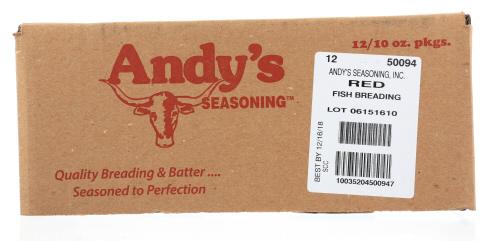 12/10 oz. pkgs.
Andy's
SEASONING™
Quality Breading & Batter ....
Seasoned to Perfection
12 50094
ANDY'S SEASONING, INC.
RED
FISH BREADING
LOT 06151610
BEST BY 12/16/18
SCC
10035204500947